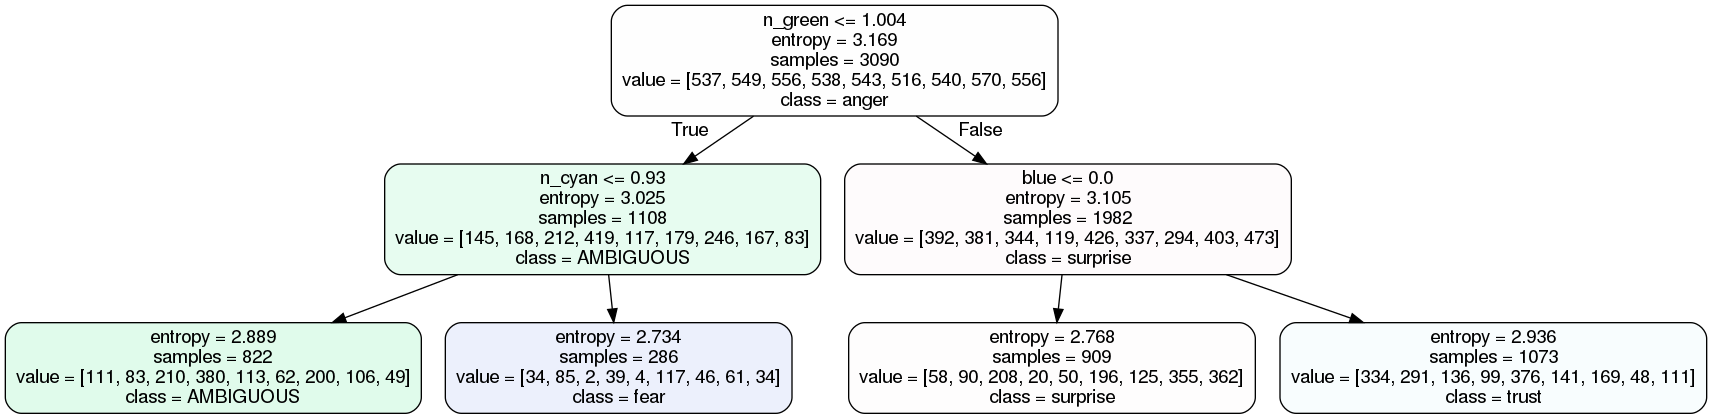 n_green <= 1.004
entropy = 3.169
samples = 3090
value = [537, 549, 556, 538, 543, 516, 540, 570, 556]
class = anger
True
False
n_cyan <= 0.93
entropy = 3.025
samples = 1108
value = [145, 168, 212, 419, 117, 179, 246, 167, 83]
class = AMBIGUOUS
blue <= 0.0
entropy = 3.105
samples = 1982
value = [392, 381, 344, 119, 426, 337, 294, 403, 473]
class = surprise
entropy = 2.889
samples = 822
value = [111, 83, 210, 380, 113, 62, 200, 106, 49]
class = AMBIGUOUS
entropy = 2.734
samples = 286
value = [34, 85, 2, 39, 4, 117, 46, 61, 34]
class = fear
entropy = 2.768
samples = 909
value = [58, 90, 208, 20, 50, 196, 125, 355, 362]
class = surprise
entropy = 2.936
samples = 1073
value = [334, 291, 136, 99, 376, 141, 169, 48, 111]
class = trust